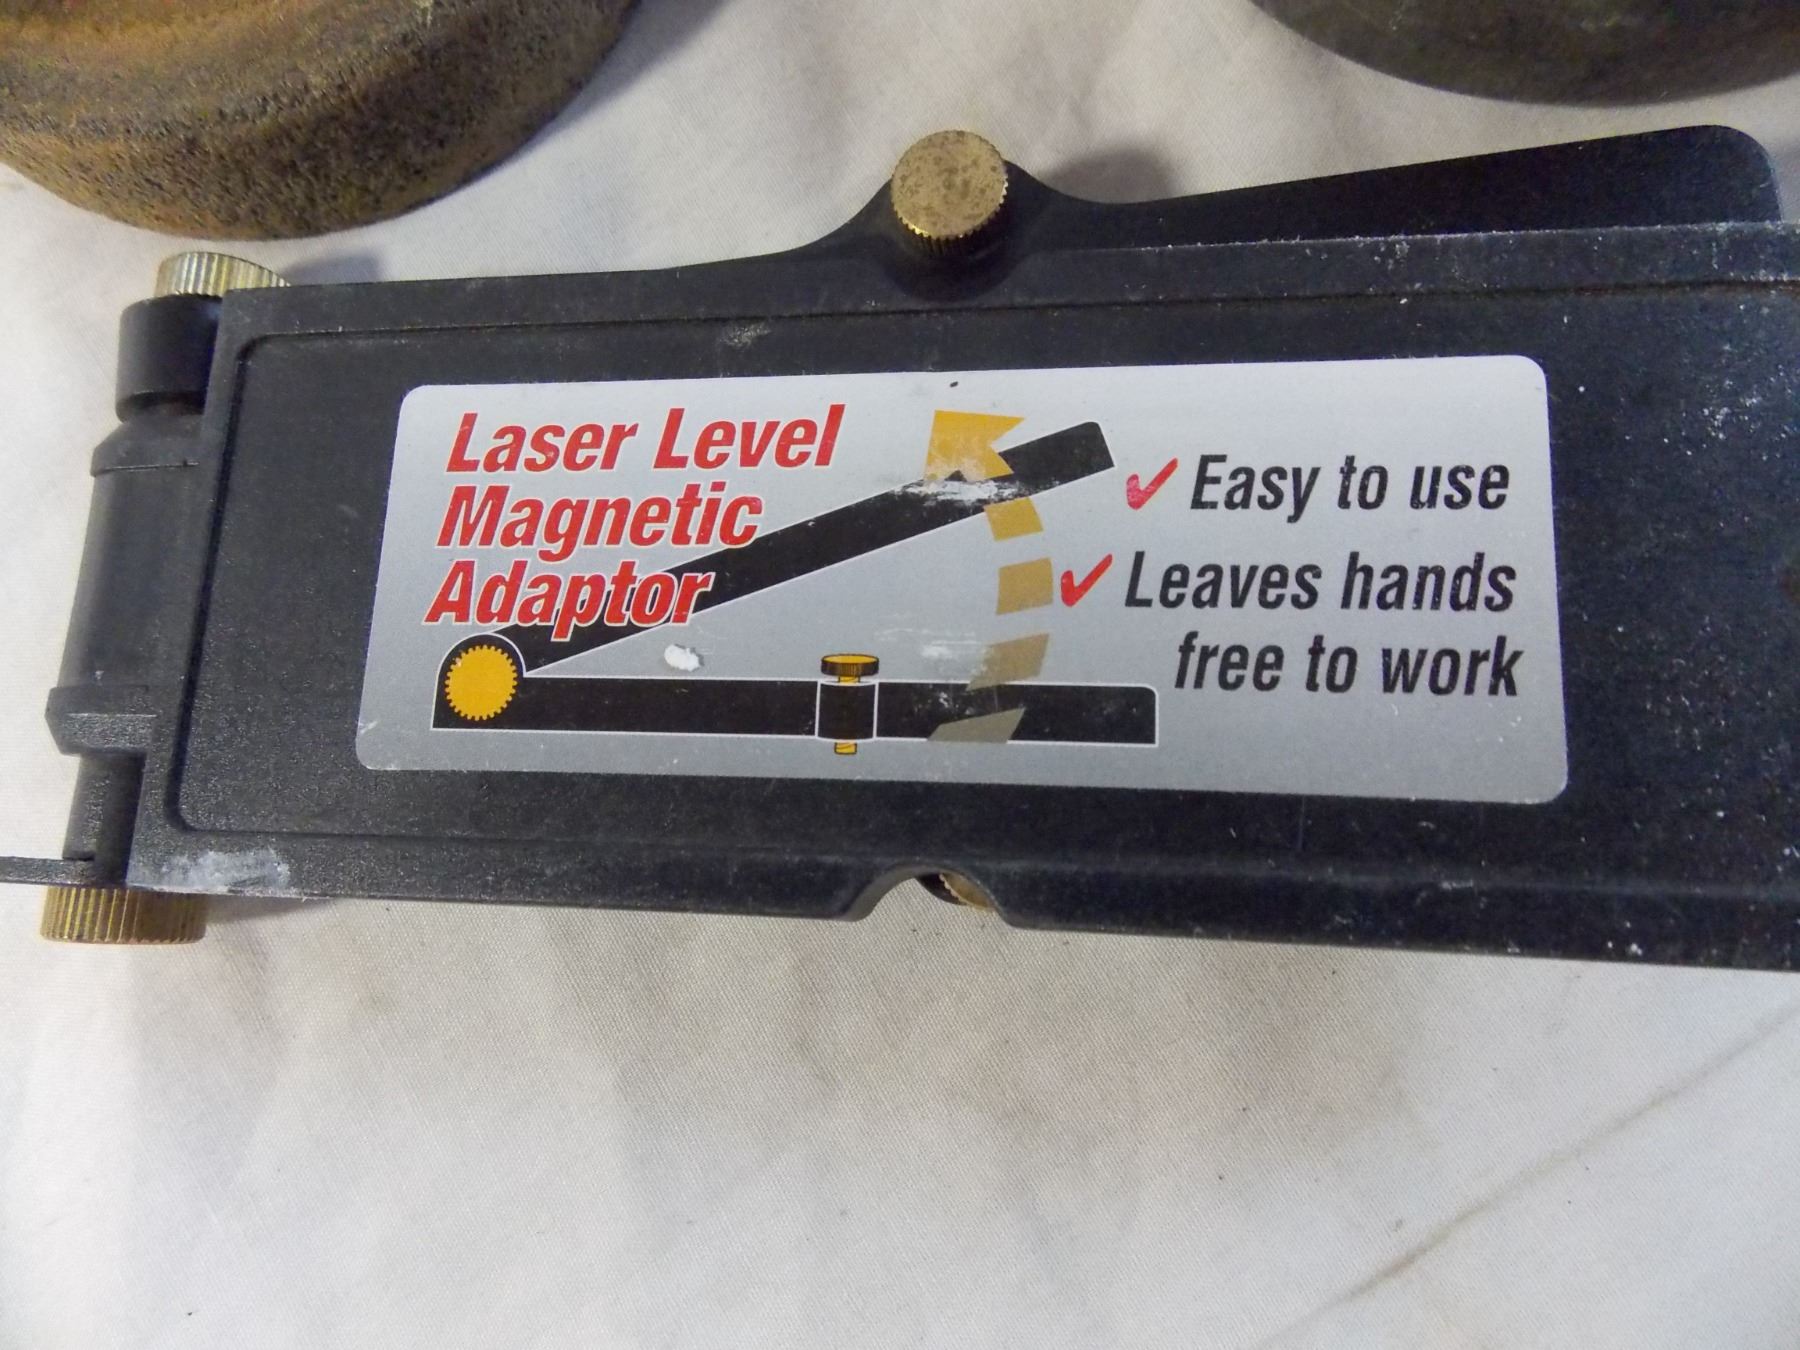 Laser Level
Magnetic
Adaptor
✓ Easy to use
✓ Leaves hands
free to work